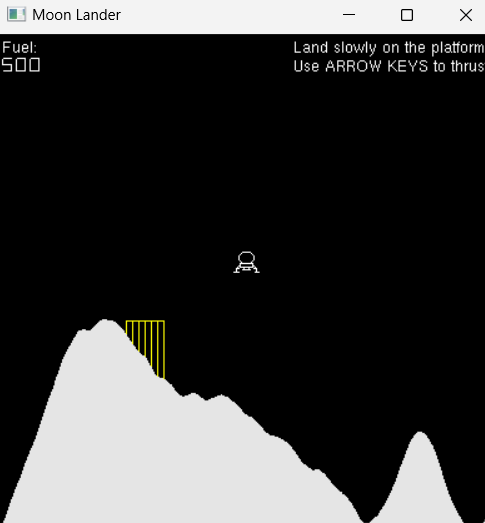 Moon Lander
Fuel:
500
Land slowly on the platform
Use ARROW KEYS to thrus